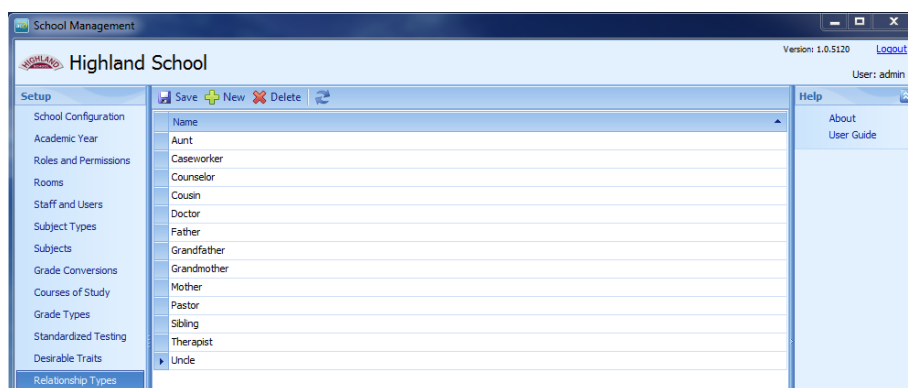 School Management
HIGHLAND
Highland School
Version: 1.0.5120
Logout
User: admin
Setup
School Configuration
Academic Year
Roles and Permissions
Rooms
Staff and Users
Subject Types
Subjects
Grade Conversions
Courses of Study
Grade Types
Standardized Testing
Desirable Traits
Relationship Types
Save New Delete
Name
Aunt
Caseworker
Counselor
Cousin
Doctor
Father
Grandfather
Grandmother
Mother
Pastor
Sibling
Therapist
Uncle
Help
About
User Guide